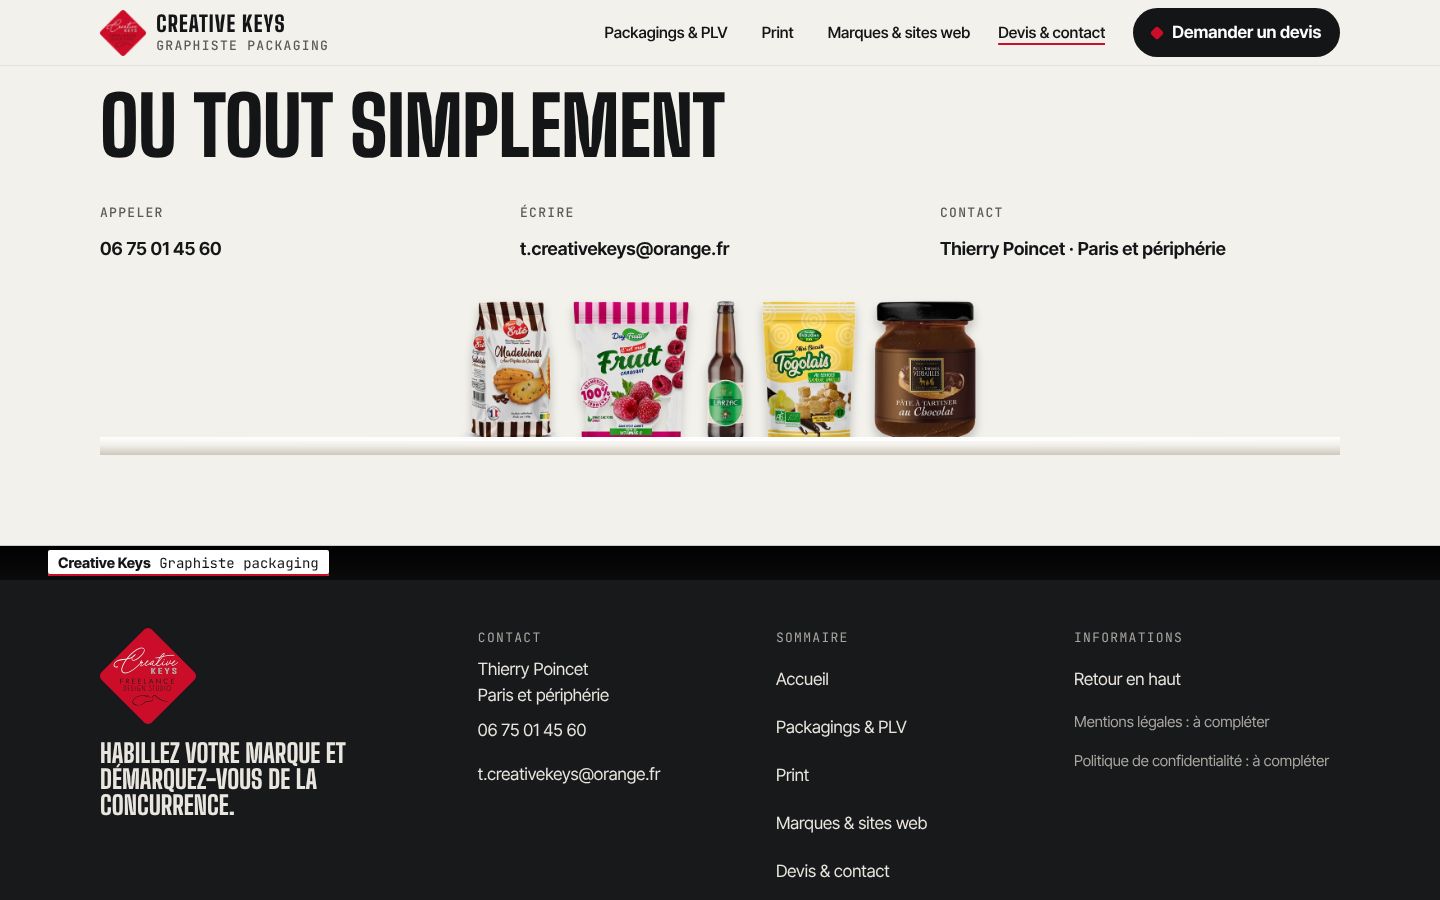 Creative KEYS
CREATIVE KEYS
GRAPHISTE PACKAGING
Packagings & PLV
Print
Marques & sites web
Devis & contact
Demander un devis
OU TOUT SIMPLEMENT
APPELER
06 75 01 45 60
ÉCRIRE
t.creativekeys@orange.fr
CONTACT
Thierry Poincet · Paris et périphérie
Madeleines
Fruit
100%
LARZAC
Togolais
PÂTE À TARTINER
au Chocolat
Creative Keys Graphiste packaging
Creative
KEYS
FREELANCE
DESIGN STUDIO
HABILLEZ VOTRE MARQUE ET
DÉMARQUEZ-VOUS DE LA
CONCURRENCE.
CONTACT
Thierry Poincet
Paris et périphérie
06 75 01 45 60
t.creativekeys@orange.fr
SOMMAIRE
Accueil
Packagings & PLV
Print
Marques & sites web
Devis & contact
INFORMATIONS
Retour en haut
Mentions légales : à compléter
Politique de confidentialité : à compléter